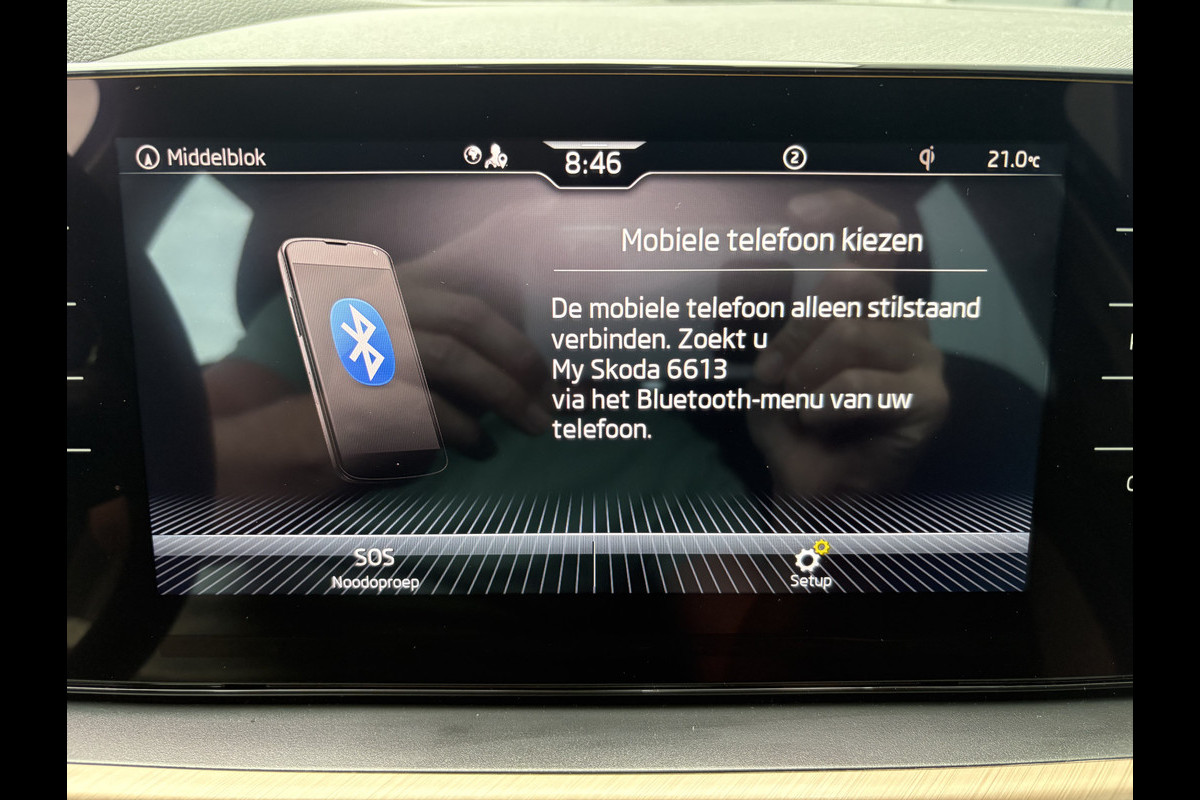 Middelblok
8:46
2
21.0°C
Mobiele telefoon kiezen
De mobiele telefoon alleen stilstaand
verbinden. Zoekt u
My Skoda 6613
via het Bluetooth-menu van uw
telefoon.
SOS
Noodoproep
Setup